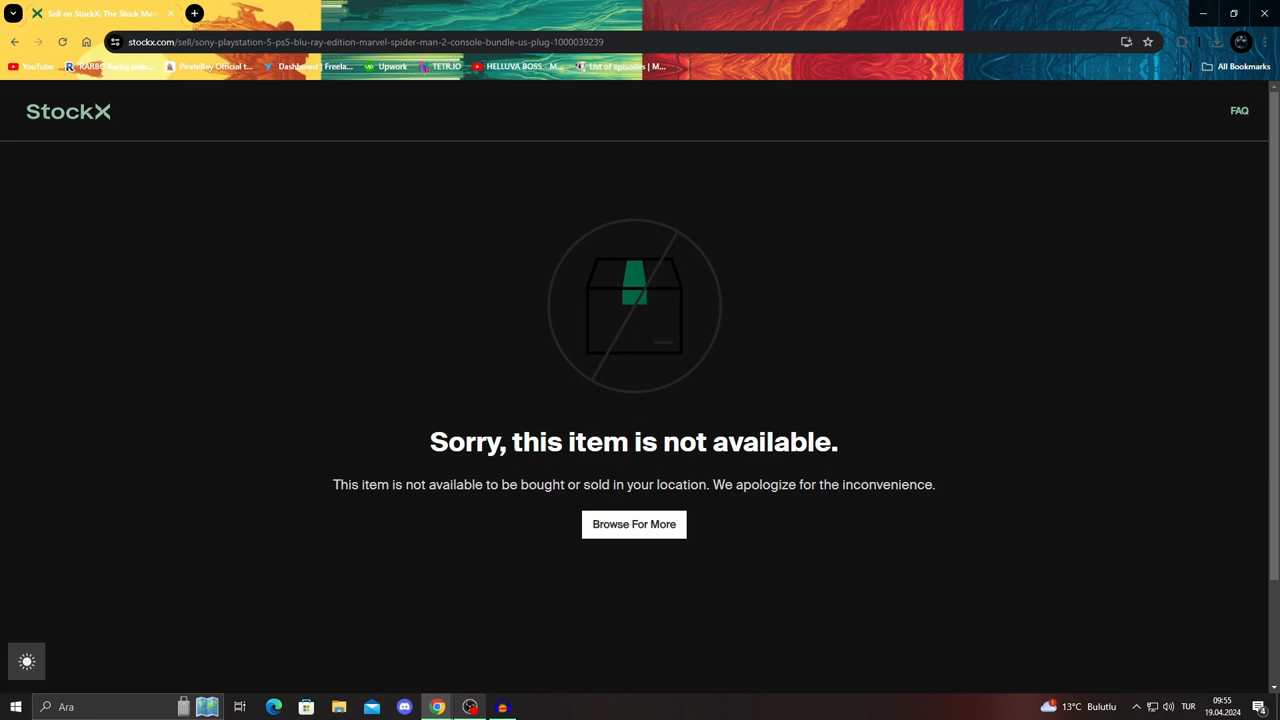 Sell on StockX: The Stock Mar
stockx.com/sell/sony-playstation-5-ps5-blu-ray-edition-marvel-spider-man-2-console-bundle-us-plug-1000039239
YouTube
PirateBay Official t...
Dashboard | Freela...
Upwork
TETR.IO
HELLUVA BOSS - M...
List of episodes | M...
All Bookmarks
StockX
FAQ
Sorry, this item is not available.
This item is not available to be bought or sold in your location. We apologize for the inconvenience.
Browse For More
Ara
13°C Bulutlu
TUR
09:55
19.04.2024
4